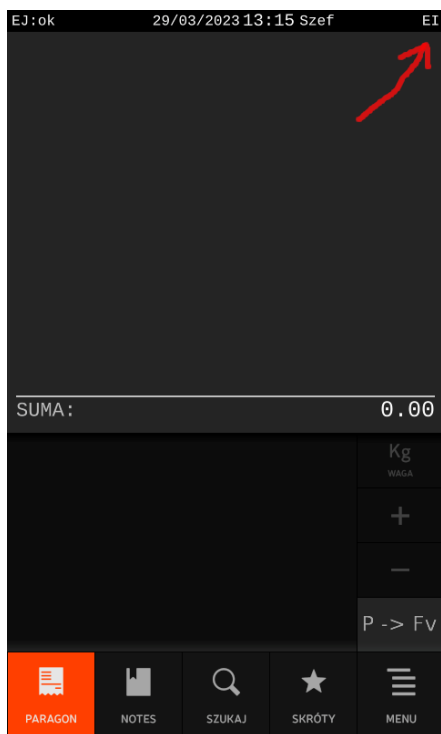 EJ:ok 29/03/2023 13:15 Szef EI
SUMA: 0.00
Kg
WAGA
+
−
P -> Fv
PARAGON NOTES SZUKAJ SKRÓTY MENU